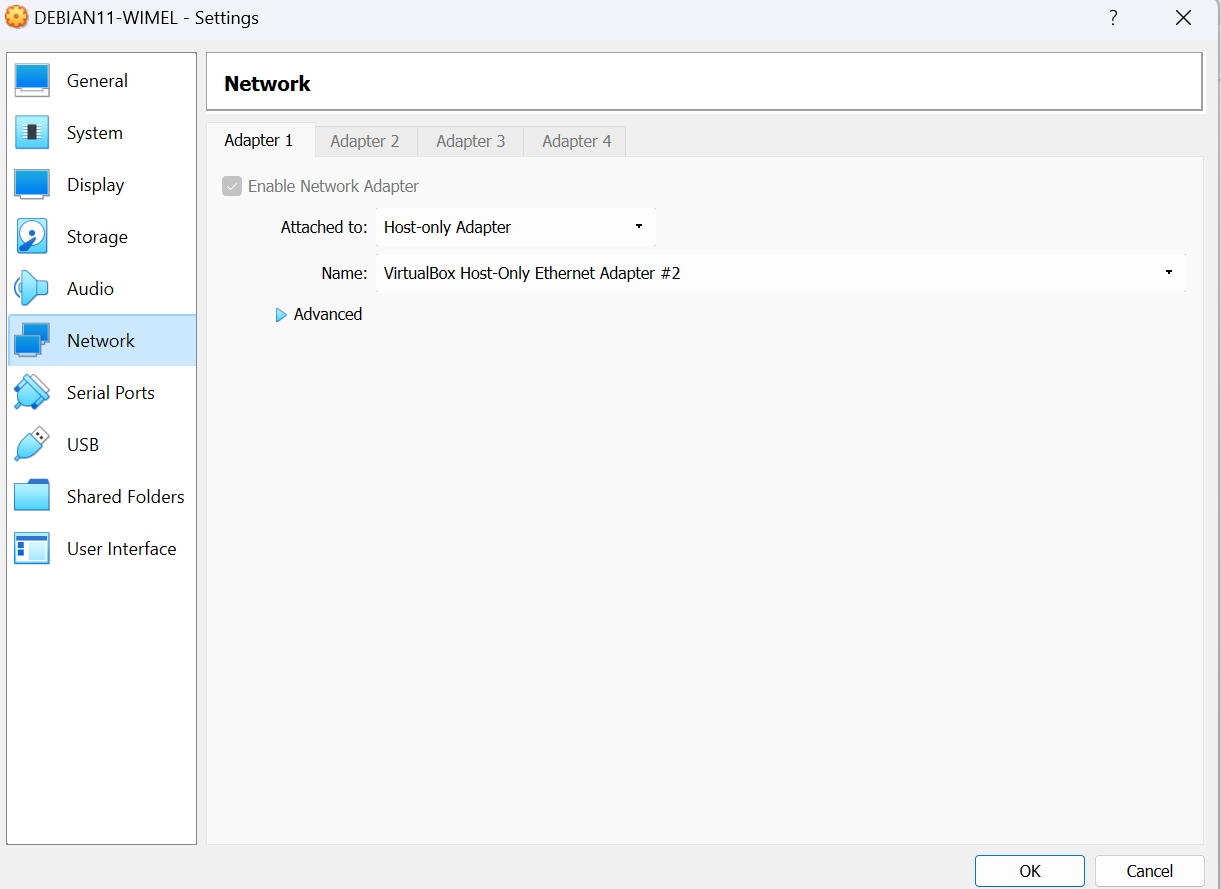 DEBIAN11-WIMEL - Settings
?
General
System
Display
Storage
Audio
Network
Serial Ports
USB
Shared Folders
User Interface
Network
Adapter 1 Adapter 2 Adapter 3 Adapter 4
Enable Network Adapter
Attached to: Host-only Adapter
Name: VirtualBox Host-Only Ethernet Adapter #2
Advanced
OK Cancel